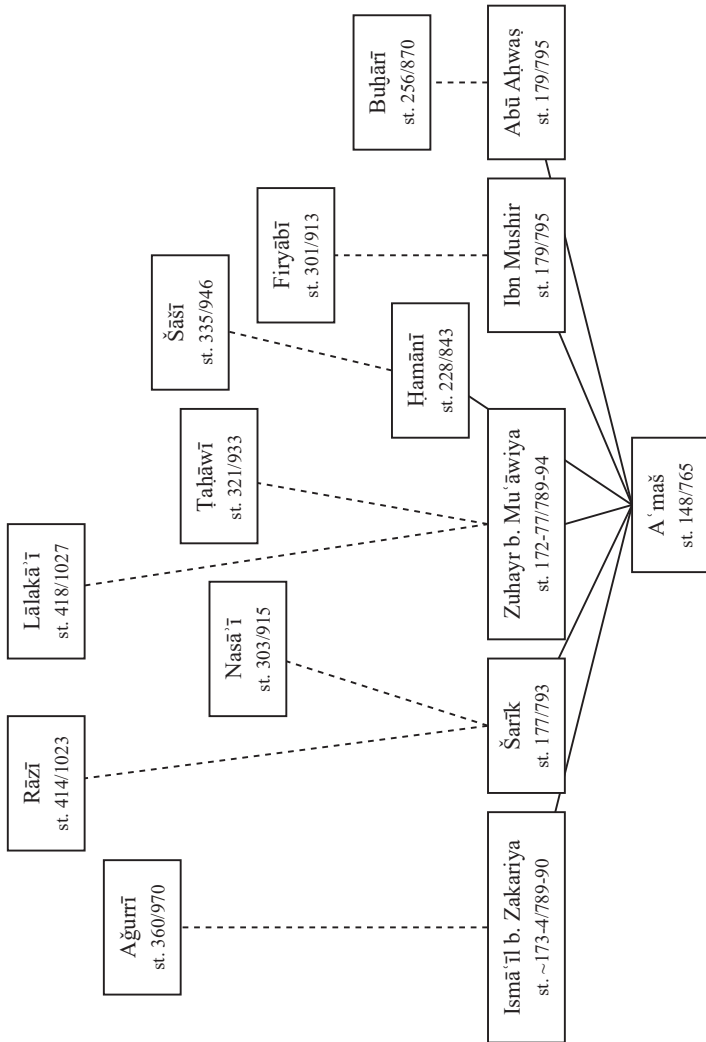 Rāzī
st. 414/1023
Lālakāʾī
st. 418/1027
Ağurrī
st. 360/970
Šāšī
st. 335/946
Ṭaḥāwī
st. 321/933
Nasāʾī
st. 303/915
Firyābī
st. 301/913
Buḫārī
st. 256/870
Ḥamānī
st. 228/843
Ismāʿīl b. Zakariya
st. ~173-4/789-90
Šarīk
st. 177/793
Zuhayr b. Muʿāwiya
st. 172-77/789-94
Ibn Mushir
st. 179/795
Abū Aḥwaṣ
st. 179/795
Aʿmaš
st. 148/765